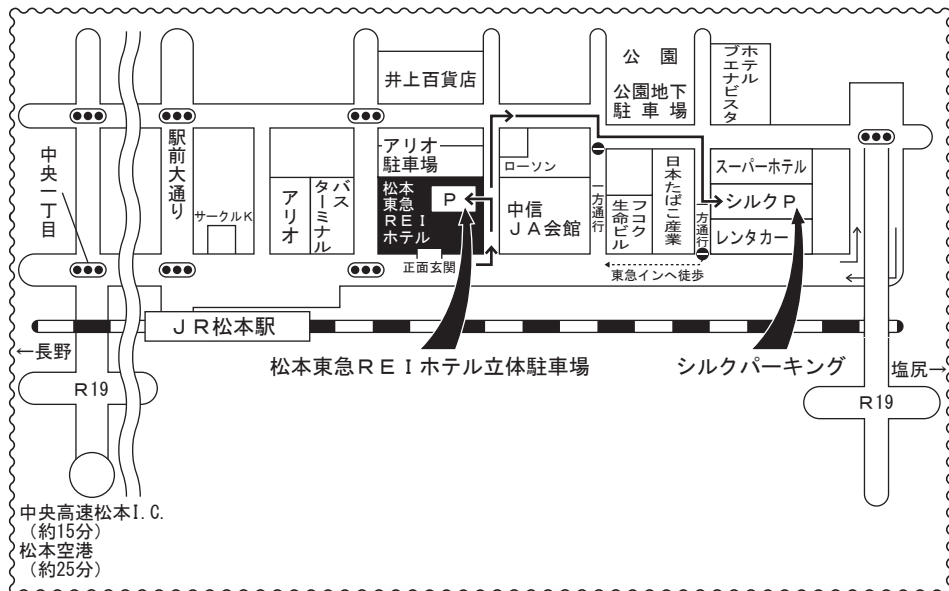 井上百貨店
公　園
公園地下
駐 車 場
ホテル
ブエナビスタ
中央一丁目
駅前大通り
サークルK
アリオ
バス
ターミナル
アリオ
駐車場
松本
東急
ＲＥＩ
ホテル
P
正面玄関
ローソン
中信
ＪＡ会館
一方通行
フコク
生命ビル
日本たばこ産業
一方通行
スーパーホテル
シルクＰ
レンタカー
東急インへ徒歩
ＪＲ松本駅
←長野
松本東急ＲＥＩホテル立体駐車場
シルクパーキング
塩尻→
R19
R19
中央高速松本I.C.
（約15分）
松本空港
（約25分）